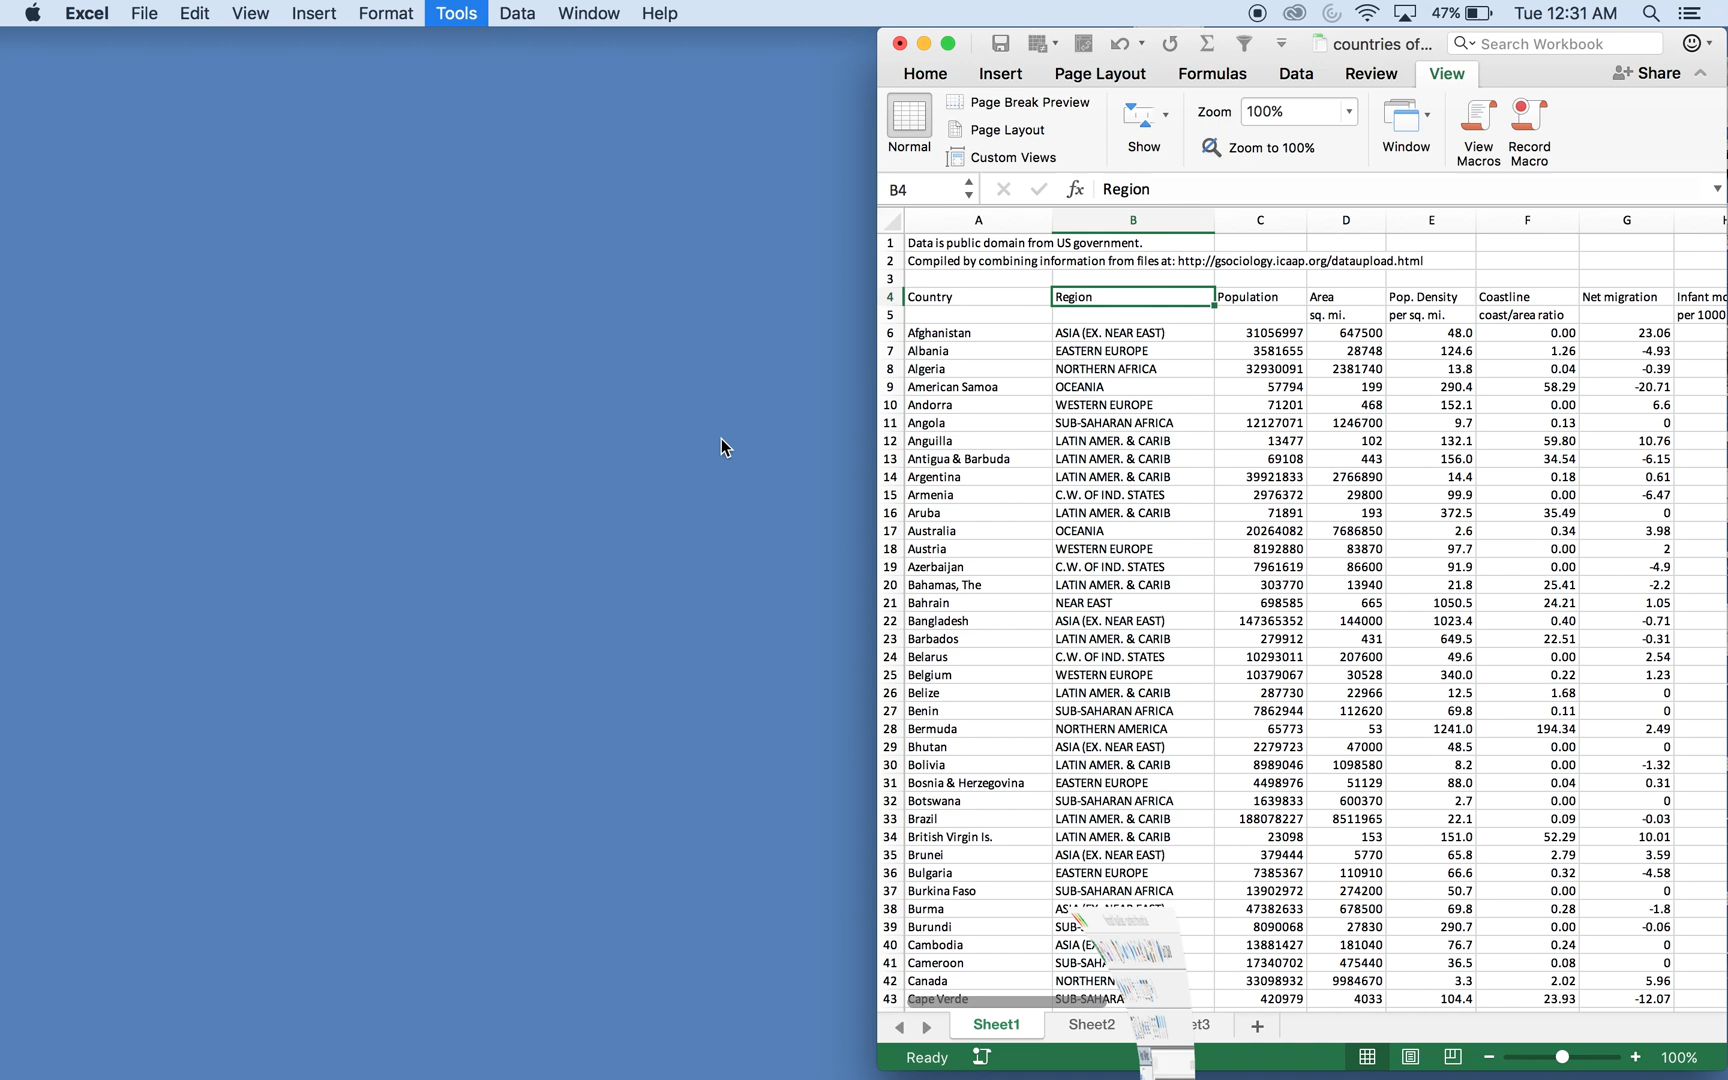 Excel File Edit View Insert Format Tools Data Window Help 47% Tue 12:31 AM
countries of... Search Workbook
Home Insert Page Layout Formulas Data Review View Share
Normal Page Break Preview Page Layout Custom Views Show Zoom 100% Zoom to 100% Window View Macros Record Macro
B4 fx Region
A B C D E F G
1 Data is public domain from US government.
2 Compiled by combining information from files at: http://gsociology.icaap.org/dataupload.html
3
4 Country Region Population Area Pop. Density Coastline Net migration Infant mo
5 sq. mi. per sq. mi. coast/area ratio per 1000
6 Afghanistan ASIA (EX. NEAR EAST) 31056997 647500 48.0 0.00 23.06
7 Albania EASTERN EUROPE 3581655 28748 124.6 1.26 -4.93
8 Algeria NORTHERN AFRICA 32930091 2381740 13.8 0.04 -0.39
9 American Samoa OCEANIA 57794 199 290.4 58.29 -20.71
10 Andorra WESTERN EUROPE 71201 468 152.1 0.00 6.6
11 Angola SUB-SAHARAN AFRICA 12127071 1246700 9.7 0.13 0
12 Anguilla LATIN AMER. & CARIB 13477 102 132.1 59.80 10.76
13 Antigua & Barbuda LATIN AMER. & CARIB 69108 443 156.0 34.54 -6.15
14 Argentina LATIN AMER. & CARIB 39921833 2766890 14.4 0.18 0.61
15 Armenia C.W. OF IND. STATES 2976372 29800 99.9 0.00 -6.47
16 Aruba LATIN AMER. & CARIB 71891 193 372.5 35.49 0
17 Australia OCEANIA 20264082 7686850 2.6 0.34 3.98
18 Austria WESTERN EUROPE 8192880 83870 97.7 0.00 2
19 Azerbaijan C.W. OF IND. STATES 7961619 86600 91.9 0.00 -4.9
20 Bahamas, The LATIN AMER. & CARIB 303770 13940 21.8 25.41 -2.2
21 Bahrain NEAR EAST 698585 665 1050.5 24.21 1.05
22 Bangladesh ASIA (EX. NEAR EAST) 147365352 144000 1023.4 0.40 -0.71
23 Barbados LATIN AMER. & CARIB 279912 431 649.5 22.51 -0.31
24 Belarus C.W. OF IND. STATES 10293011 207600 49.6 0.00 2.54
25 Belgium WESTERN EUROPE 10379067 30528 340.0 0.22 1.23
26 Belize LATIN AMER. & CARIB 287730 22966 12.5 1.68 0
27 Benin SUB-SAHARAN AFRICA 7862944 112620 69.8 0.11 0
28 Bermuda NORTHERN AMERICA 65773 53 1241.0 194.34 2.49
29 Bhutan ASIA (EX. NEAR EAST) 2279723 47000 48.5 0.00 0
30 Bolivia LATIN AMER. & CARIB 8989046 1098580 8.2 0.00 -1.32
31 Bosnia & Herzegovina EASTERN EUROPE 4498976 51129 88.0 0.04 0.31
32 Botswana SUB-SAHARAN AFRICA 1639833 600370 2.7 0.00 0
33 Brazil LATIN AMER. & CARIB 188078227 8511965 22.1 0.09 -0.03
34 British Virgin Is. LATIN AMER. & CARIB 23098 153 151.0 52.29 10.01
35 Brunei ASIA (EX. NEAR EAST) 379444 5770 65.8 2.79 3.59
36 Bulgaria EASTERN EUROPE 7385367 110910 66.6 0.32 -4.58
37 Burkina Faso SUB-SAHARAN AFRICA 13902972 274200 50.7 0.00 0
38 Burma ASIA (EX. NEAR EAST) 47382633 678500 69.8 0.28 -1.8
39 Burundi SUB- 8090068 27830 290.7 0.00 -0.06
40 Cambodia ASIA (E 13881427 181040 76.7 0.24 0
41 Cameroon SUB-SAHA 17340702 475440 36.5 0.08 0
42 Canada NORTHERN 33098932 9984670 3.3 2.02 5.96
43 Cape Verde SUB-SAHARA 420979 4033 104.4 23.93 -12.07
Sheet1 Sheet2 et3
Ready 100%